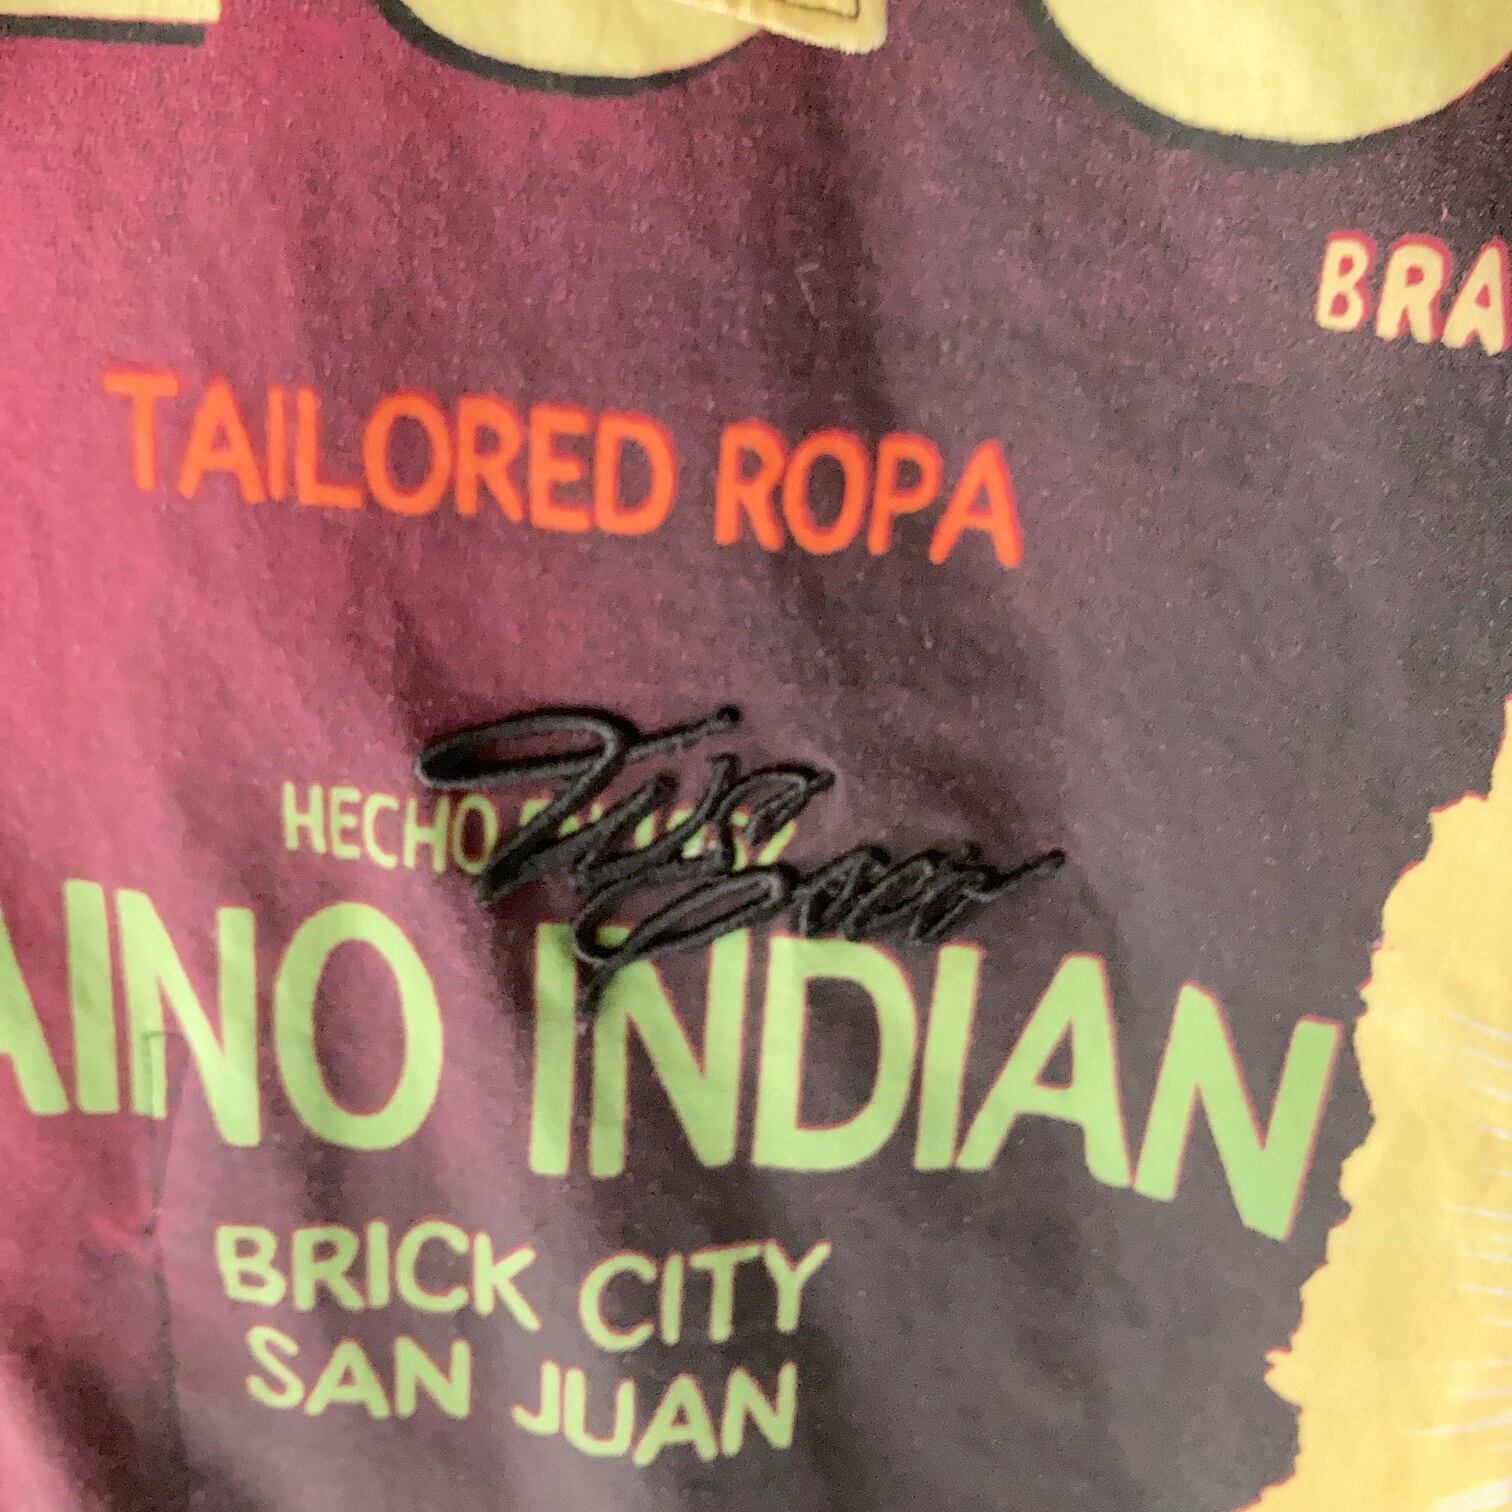 BRA
TAILORED ROPA
HECHO
AINO INDIAN
BRICK CITY
SAN JUAN